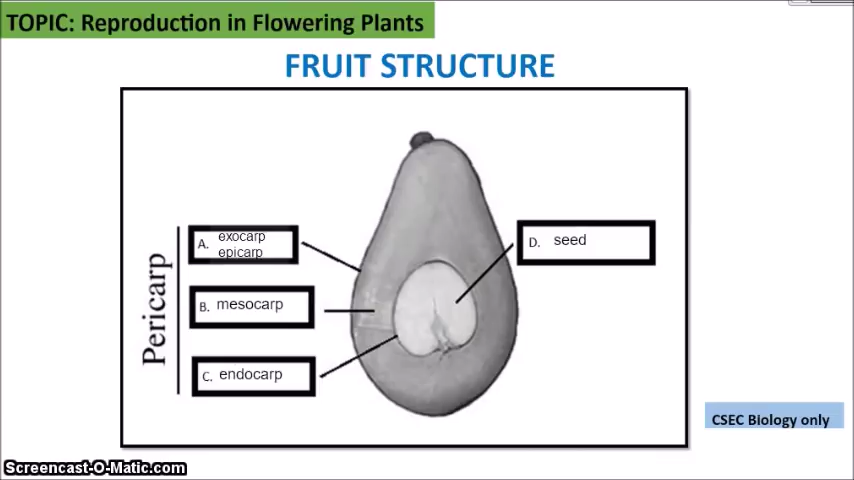 TOPIC: Reproduction in Flowering Plants
FRUIT STRUCTURE
Pericarp
A. exocarp
epicarp
B. mesocarp
C. endocarp
D. seed
CSEC Biology only
Screencast-O-Matic.com